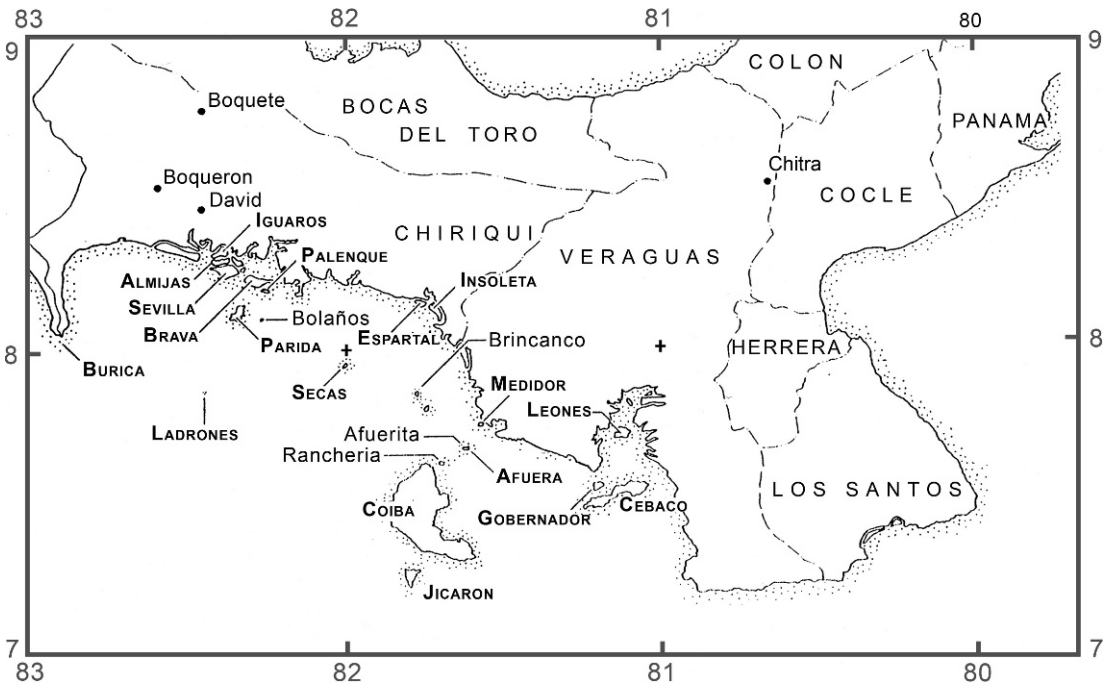 83 82 81 80
9 9
COLON
Boquete
BOCAS
DEL TORO
PANAMA
Chitra
Boqueron
David
COCLE
IGUAROS
CHIRIQUI
PALENQUE
VERAGUAS
ALMIJAS
INSOLETA
SEVILLA
Bolaños
BRAVA
PARIDA
ESPARTAL
Brincanco
HERRERA
8 8
BURICA
SECAS
MEDIDOR
LEONES
LADRONES
Afuerita
Rancheria
AFUERA
LOS SANTOS
COIBA
GOBERNADOR
CEBACO
JICARON
7 7
83 82 81 80